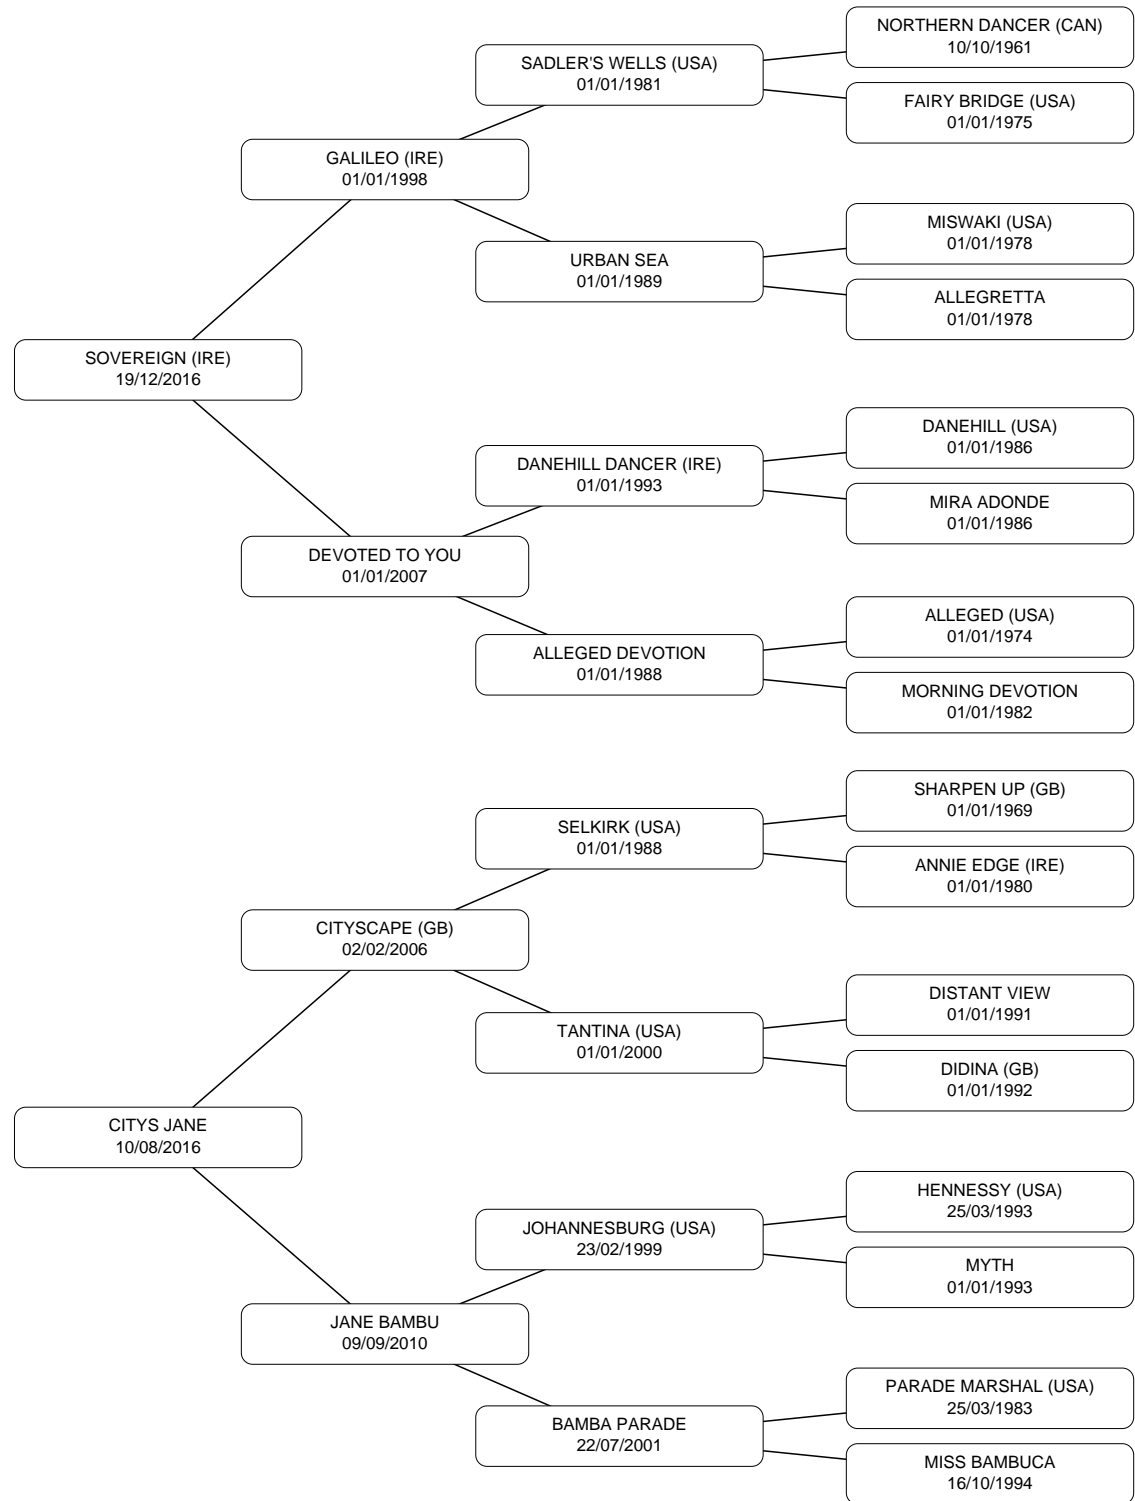 NORTHERN DANCER (CAN)
10/10/1961
SADLER'S WELLS (USA)
01/01/1981
FAIRY BRIDGE (USA)
01/01/1975
GALILEO (IRE)
01/01/1998
MISWAKI (USA)
01/01/1978
URBAN SEA
01/01/1989
ALLEGRETTA
01/01/1978
SOVEREIGN (IRE)
19/12/2016
DANEHILL (USA)
01/01/1986
DANEHILL DANCER (IRE)
01/01/1993
MIRA ADONDE
01/01/1986
DEVOTED TO YOU
01/01/2007
ALLEGED (USA)
01/01/1974
ALLEGED DEVOTION
01/01/1988
MORNING DEVOTION
01/01/1982
SHARPEN UP (GB)
01/01/1969
SELKIRK (USA)
01/01/1988
ANNIE EDGE (IRE)
01/01/1980
CITYSCAPE (GB)
02/02/2006
DISTANT VIEW
01/01/1991
TANTINA (USA)
01/01/2000
DIDINA (GB)
01/01/1992
CITYS JANE
10/08/2016
HENNESSY (USA)
25/03/1993
JOHANNESBURG (USA)
23/02/1999
MYTH
01/01/1993
JANE BAMBU
09/09/2010
PARADE MARSHAL (USA)
25/03/1983
BAMBA PARADE
22/07/2001
MISS BAMBUCA
16/10/1994